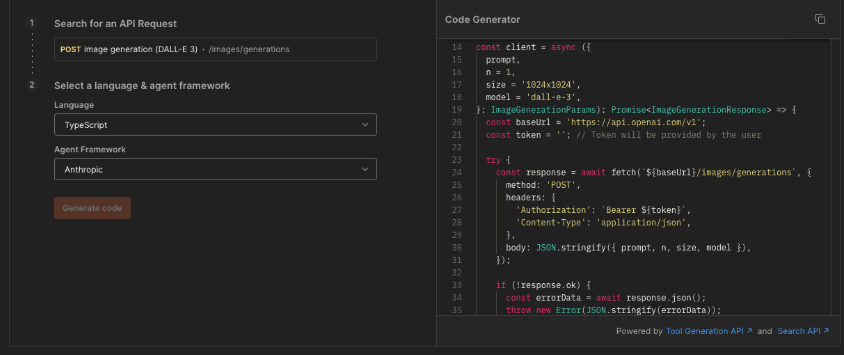 1 Search for an API Request
POST image generation (DALL-E 3) • /images/generations
2 Select a language & agent framework
Language
TypeScript
Agent Framework
Anthropic
Generate code
Code Generator
14 const client = async ({
15 prompt,
16 n = 1,
17 size = '1024x1024',
18 model = 'dall-e-3',
19 }: ImageGenerationParams): Promise<ImageGenerationResponse> => {
20 const baseUrl = 'https://api.openai.com/v1';
21 const token = ''; // Token will be provided by the user
22
23 try {
24 const response = await fetch(`${baseUrl}/images/generations`, {
25 method: 'POST',
26 headers: {
27 'Authorization': `Bearer ${token}`,
28 'Content-Type': 'application/json',
29 },
30 body: JSON.stringify({ prompt, n, size, model }),
31 });
32
33 if (!response.ok) {
34 const errorData = await response.json();
35 throw new Error(JSON.stringify(errorData));
Powered by Tool Generation API ↗ and Search API ↗